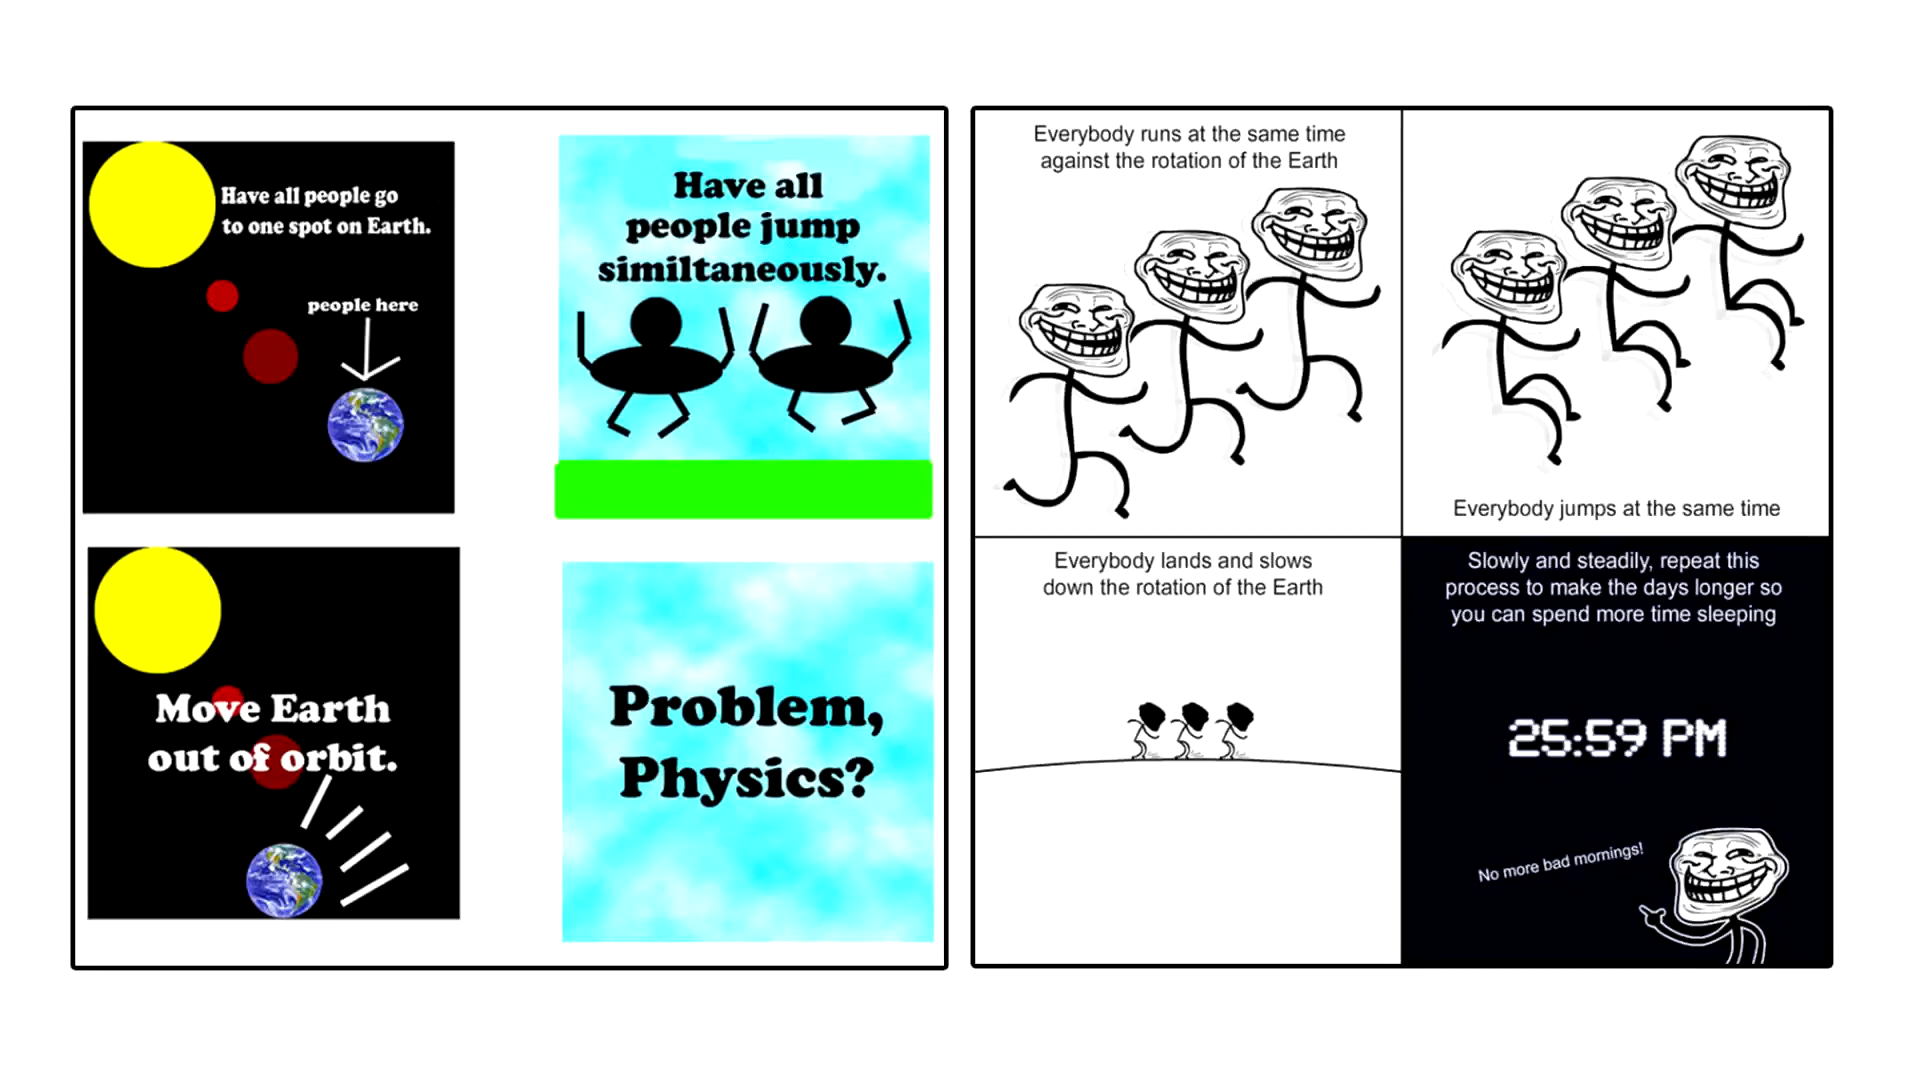 Have all people go
to one spot on Earth.
people here
Have all
people jump
similtaneously.
Move Earth
out of orbit.
Problem,
Physics?
Everybody runs at the same time
against the rotation of the Earth
Everybody jumps at the same time
Everybody lands and slows
down the rotation of the Earth
Slowly and steadily, repeat this
process to make the days longer so
you can spend more time sleeping
25:59 PM
No more bad mornings!